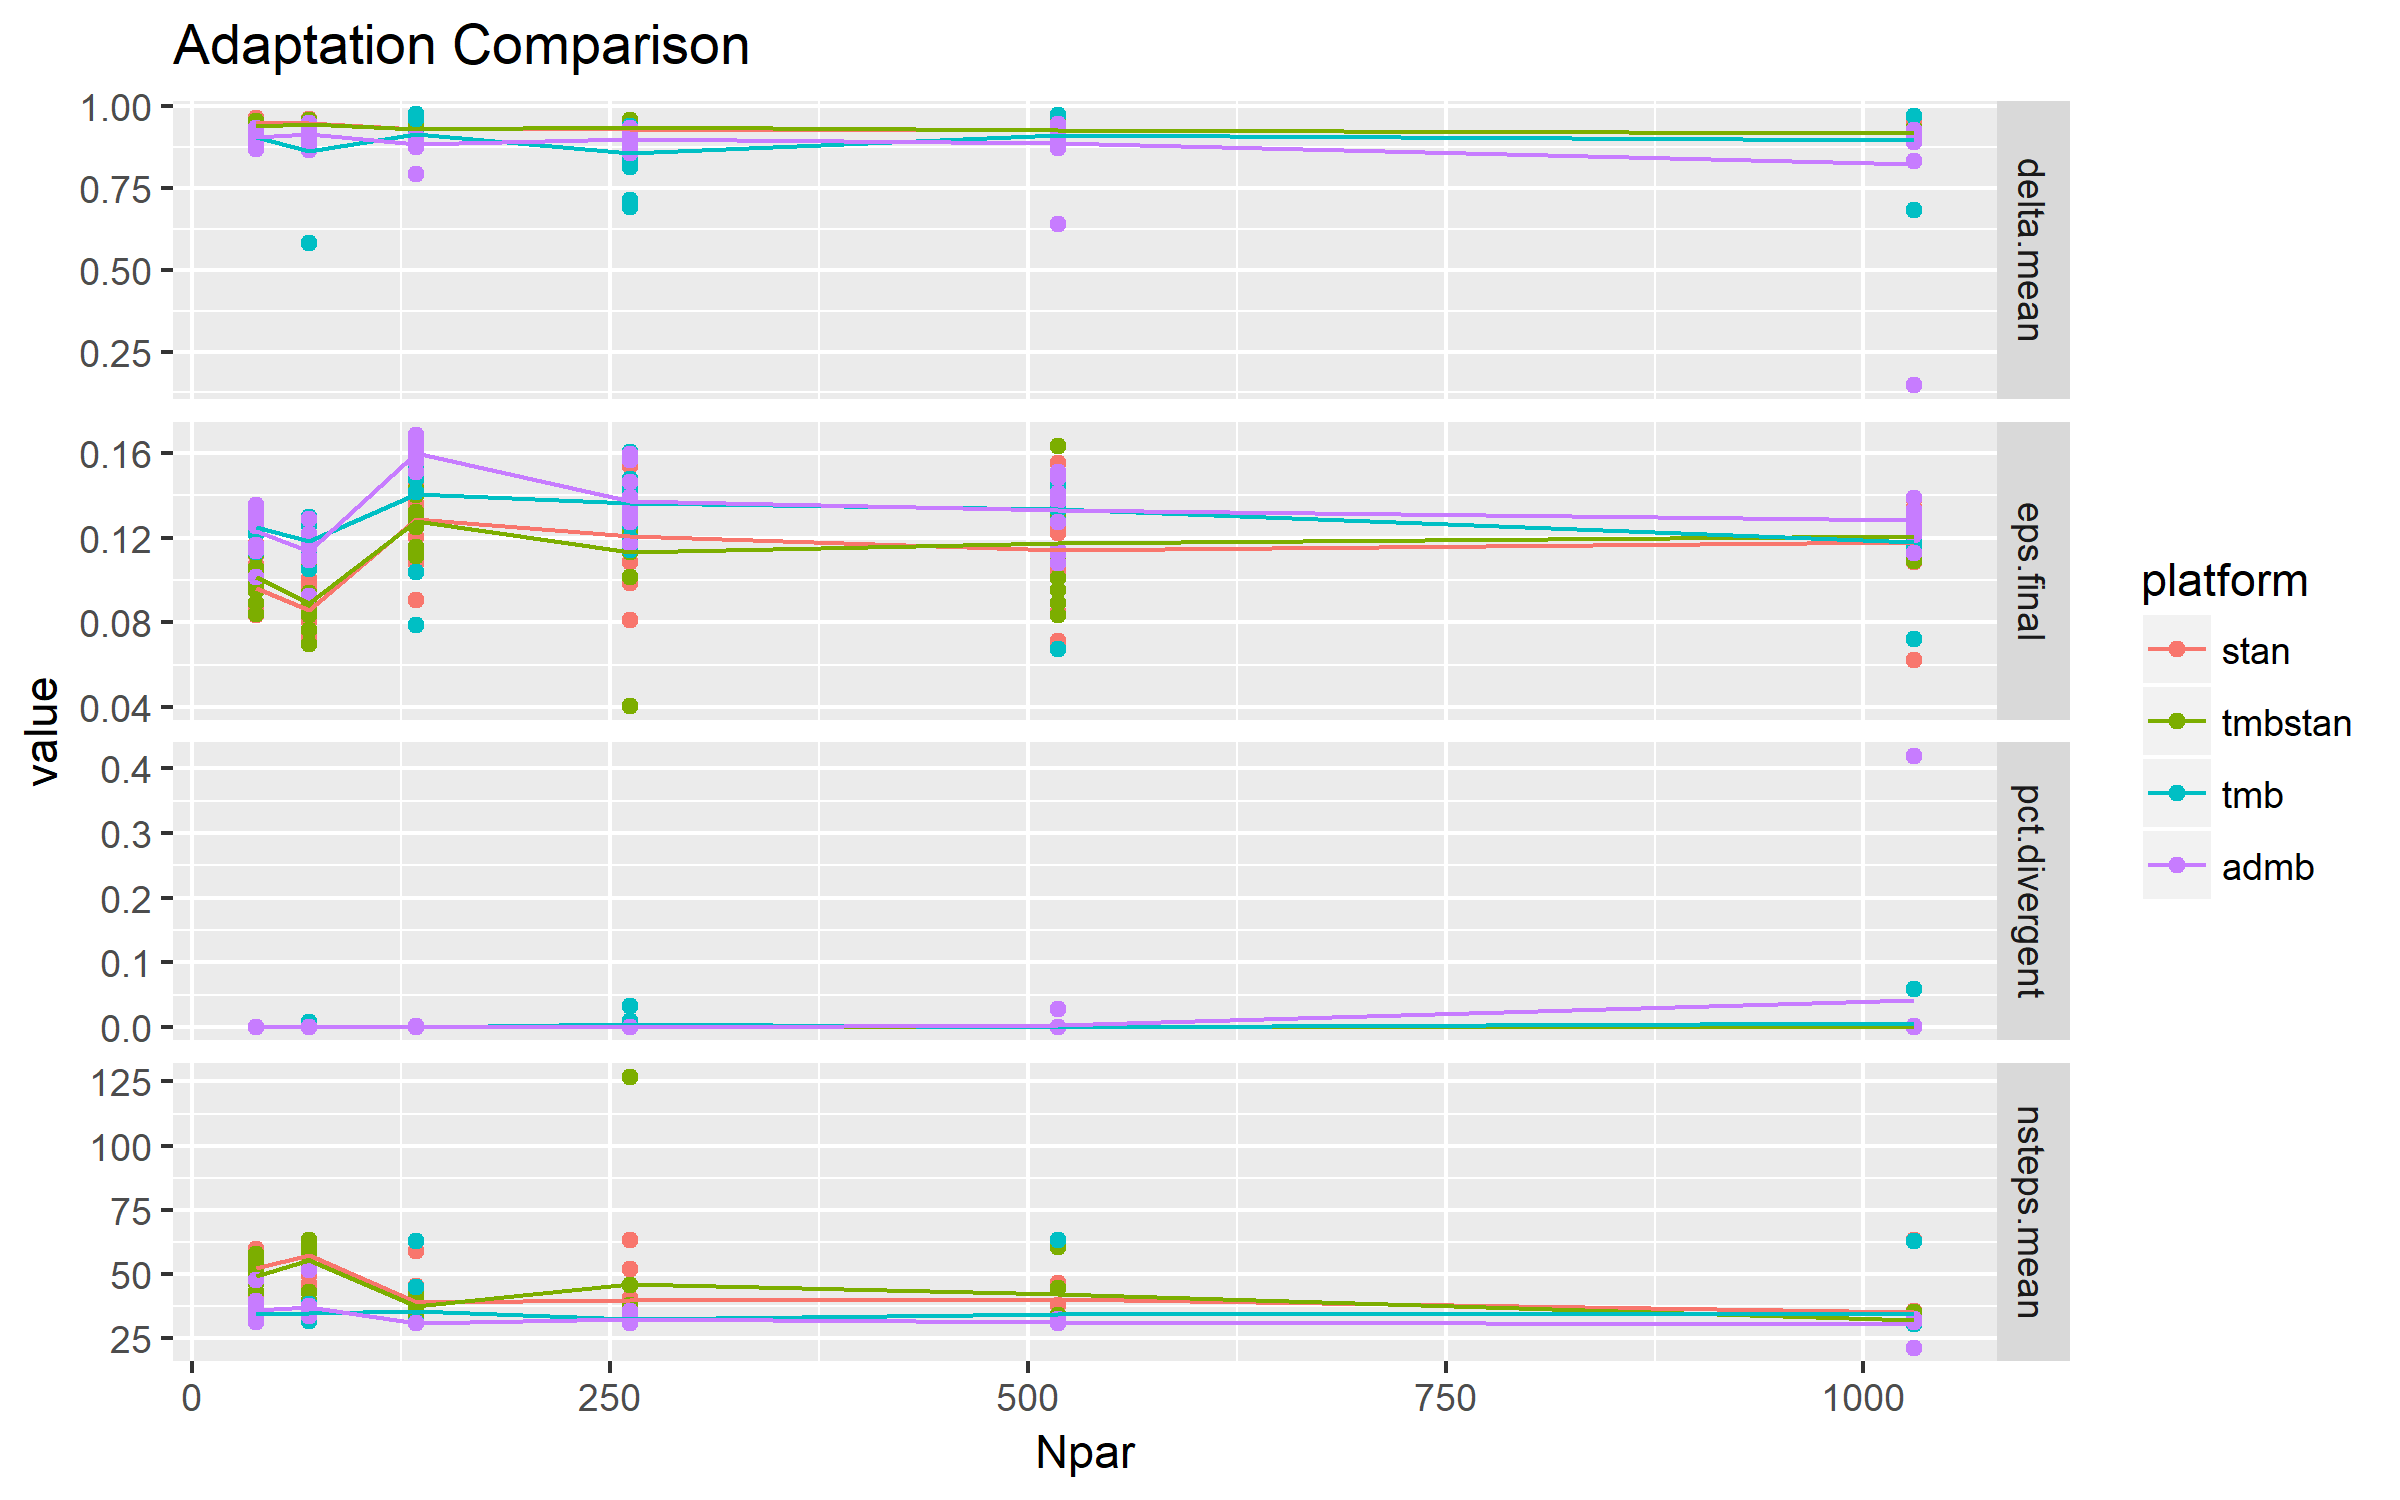 Adaptation Comparison
1.00
0.75
0.50
0.25
delta.mean
0.16
0.12
0.08
0.04
eps.final
0.4
0.3
0.2
0.1
0.0
pct.divergent
125
100
75
50
25
nsteps.mean
value
0 250 500 750 1000
Npar
platform
stan
tmbstan
tmb
admb